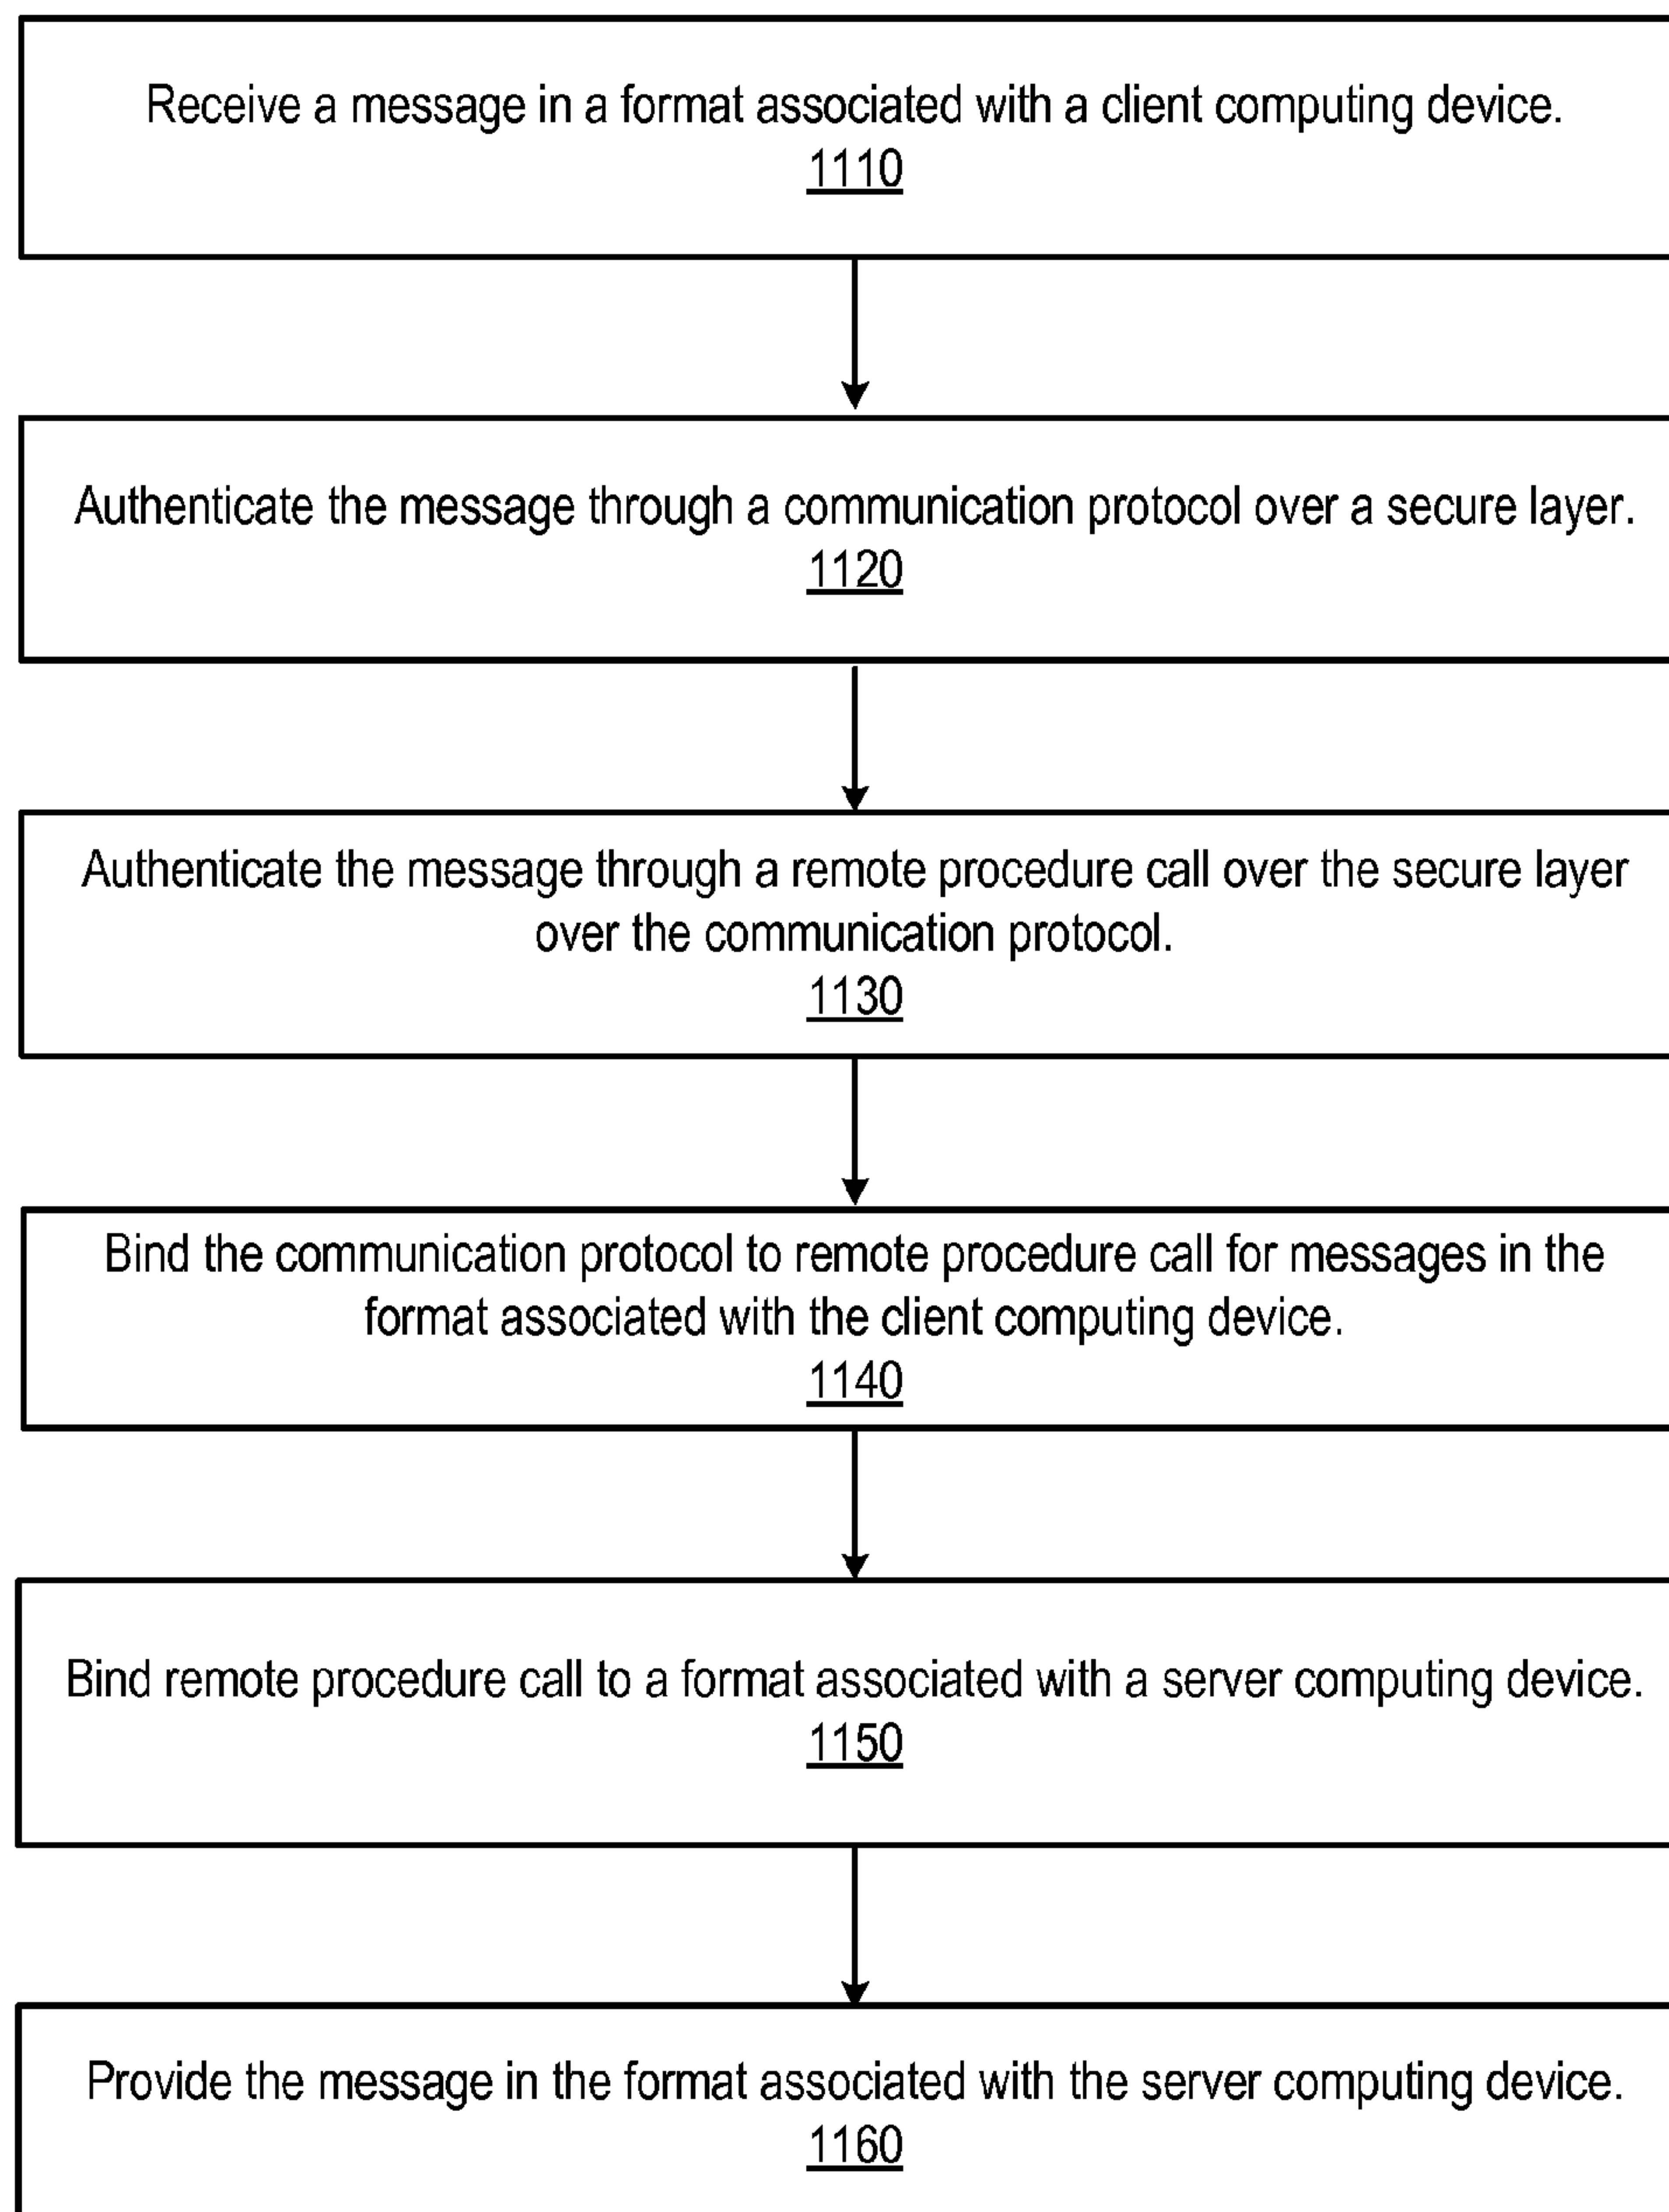 Receive a message in a format associated with a client computing device.
1110
Authenticate the message through a communication protocol over a secure layer.
1120
Authenticate the message through a remote procedure call over the secure layer
over the communication protocol.
1130
Bind the communication protocol to remote procedure call for messages in the
format associated with the client computing device.
1140
Bind remote procedure call to a format associated with a server computing device.
1150
Provide the message in the format associated with the server computing device.
1160